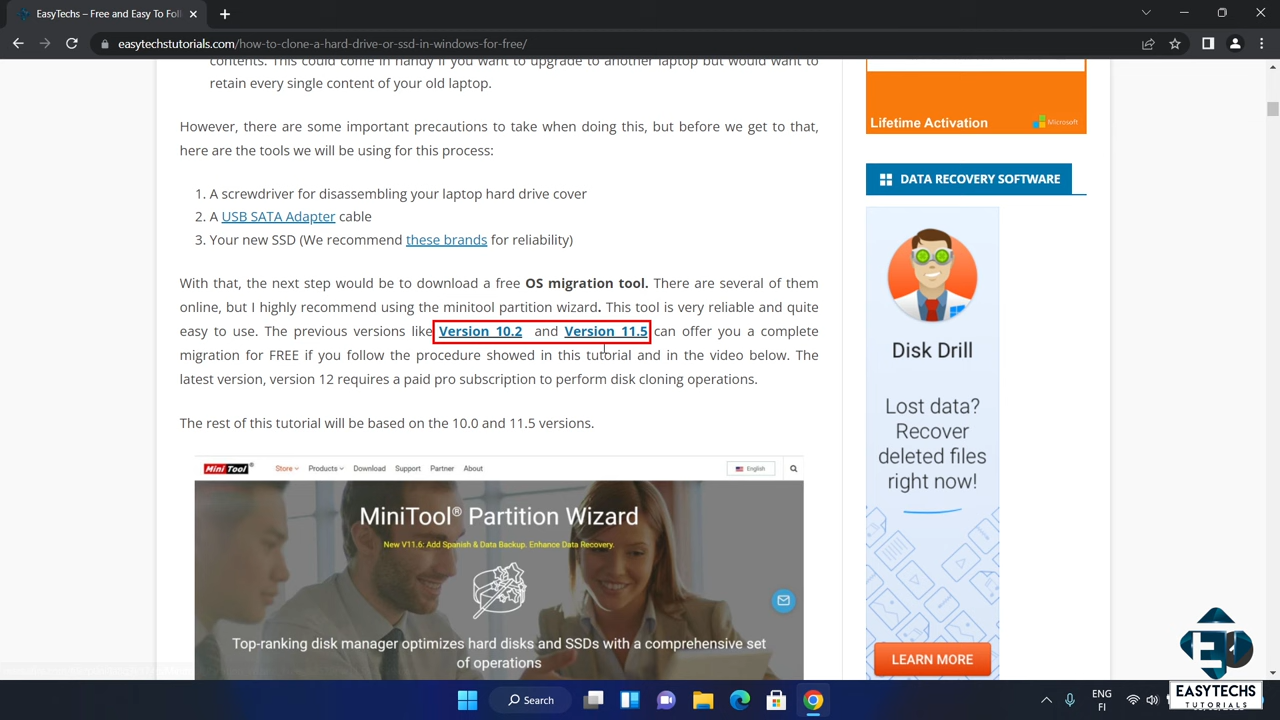 EasyTechs – Free and Easy To Foll
easytechstutorials.com/how-to-clone-a-hard-drive-or-ssd-in-windows-for-free/
contents. This could come in handy if you want to upgrade to another laptop but would want to
retain every single content of your old laptop.
However, there are some important precautions to take when doing this, but before we get to that,
here are the tools we will be using for this process:
1. A screwdriver for disassembling your laptop hard drive cover
2. A USB SATA Adapter cable
3. Your new SSD (We recommend these brands for reliability)
With that, the next step would be to download a free OS migration tool. There are several of them
online, but I highly recommend using the minitool partition wizard. This tool is very reliable and quite
easy to use. The previous versions like Version 10.2 and Version 11.5 can offer you a complete
migration for FREE if you follow the procedure showed in this tutorial and in the video below. The
latest version, version 12 requires a paid pro subscription to perform disk cloning operations.
The rest of this tutorial will be based on the 10.0 and 11.5 versions.
Mini Tool® Store Products Download Support Partner About English
MiniTool® Partition Wizard
New V11.6: Add Spanish & Data Backup. Enhance Data Recovery.
Top-ranking disk manager optimizes hard disks and SSDs with a comprehensive set
of operations
Lifetime Activation Microsoft
DATA RECOVERY SOFTWARE
Disk Drill
Lost data?
Recover
deleted files
right now!
LEARN MORE
EASYTECHS
TUTORIALS
Search
ENG
FI